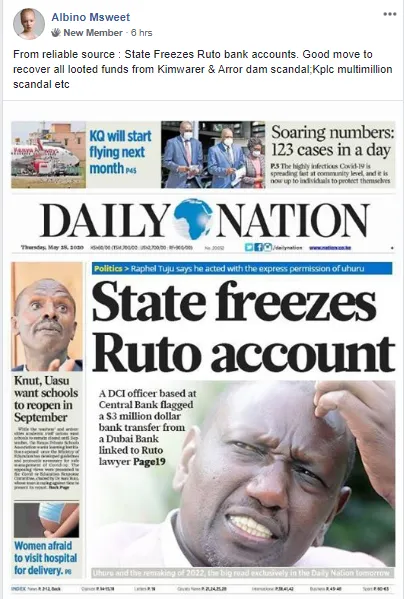 Albino Msweet
New Member · 6 hrs
From reliable source : State Freezes Ruto bank accounts. Good move to
recover all looted funds from Kimwarer & Arror dam scandal;Kplc multimillion
scandal etc
KQ will start
flying next
month P45
Soaring numbers:
123 cases in a day
P.5 The highly infectious Covid-19 is
spreading fast at community level, and it is
now up to individuals to protect themselves
DAILY NATION
Thursday, May 28, 2020
/dailynation
www.nation.co.ke
Politics > Raphel Tuju says he acted with the express permission of uhuru
State freezes
Ruto account
A DCI officer based at
Central Bank flagged
a $3 million dollar
bank transfer from
a Dubai Bank
linked to Ruto
lawyer Page19
Knut, Uasu
want schools
to reopen in
September
Women afraid
to visit hospital
for delivery. P6
Uhuru and the remaking of 2022, the big read exclusively in the Daily Nation tomorrow
INDEX